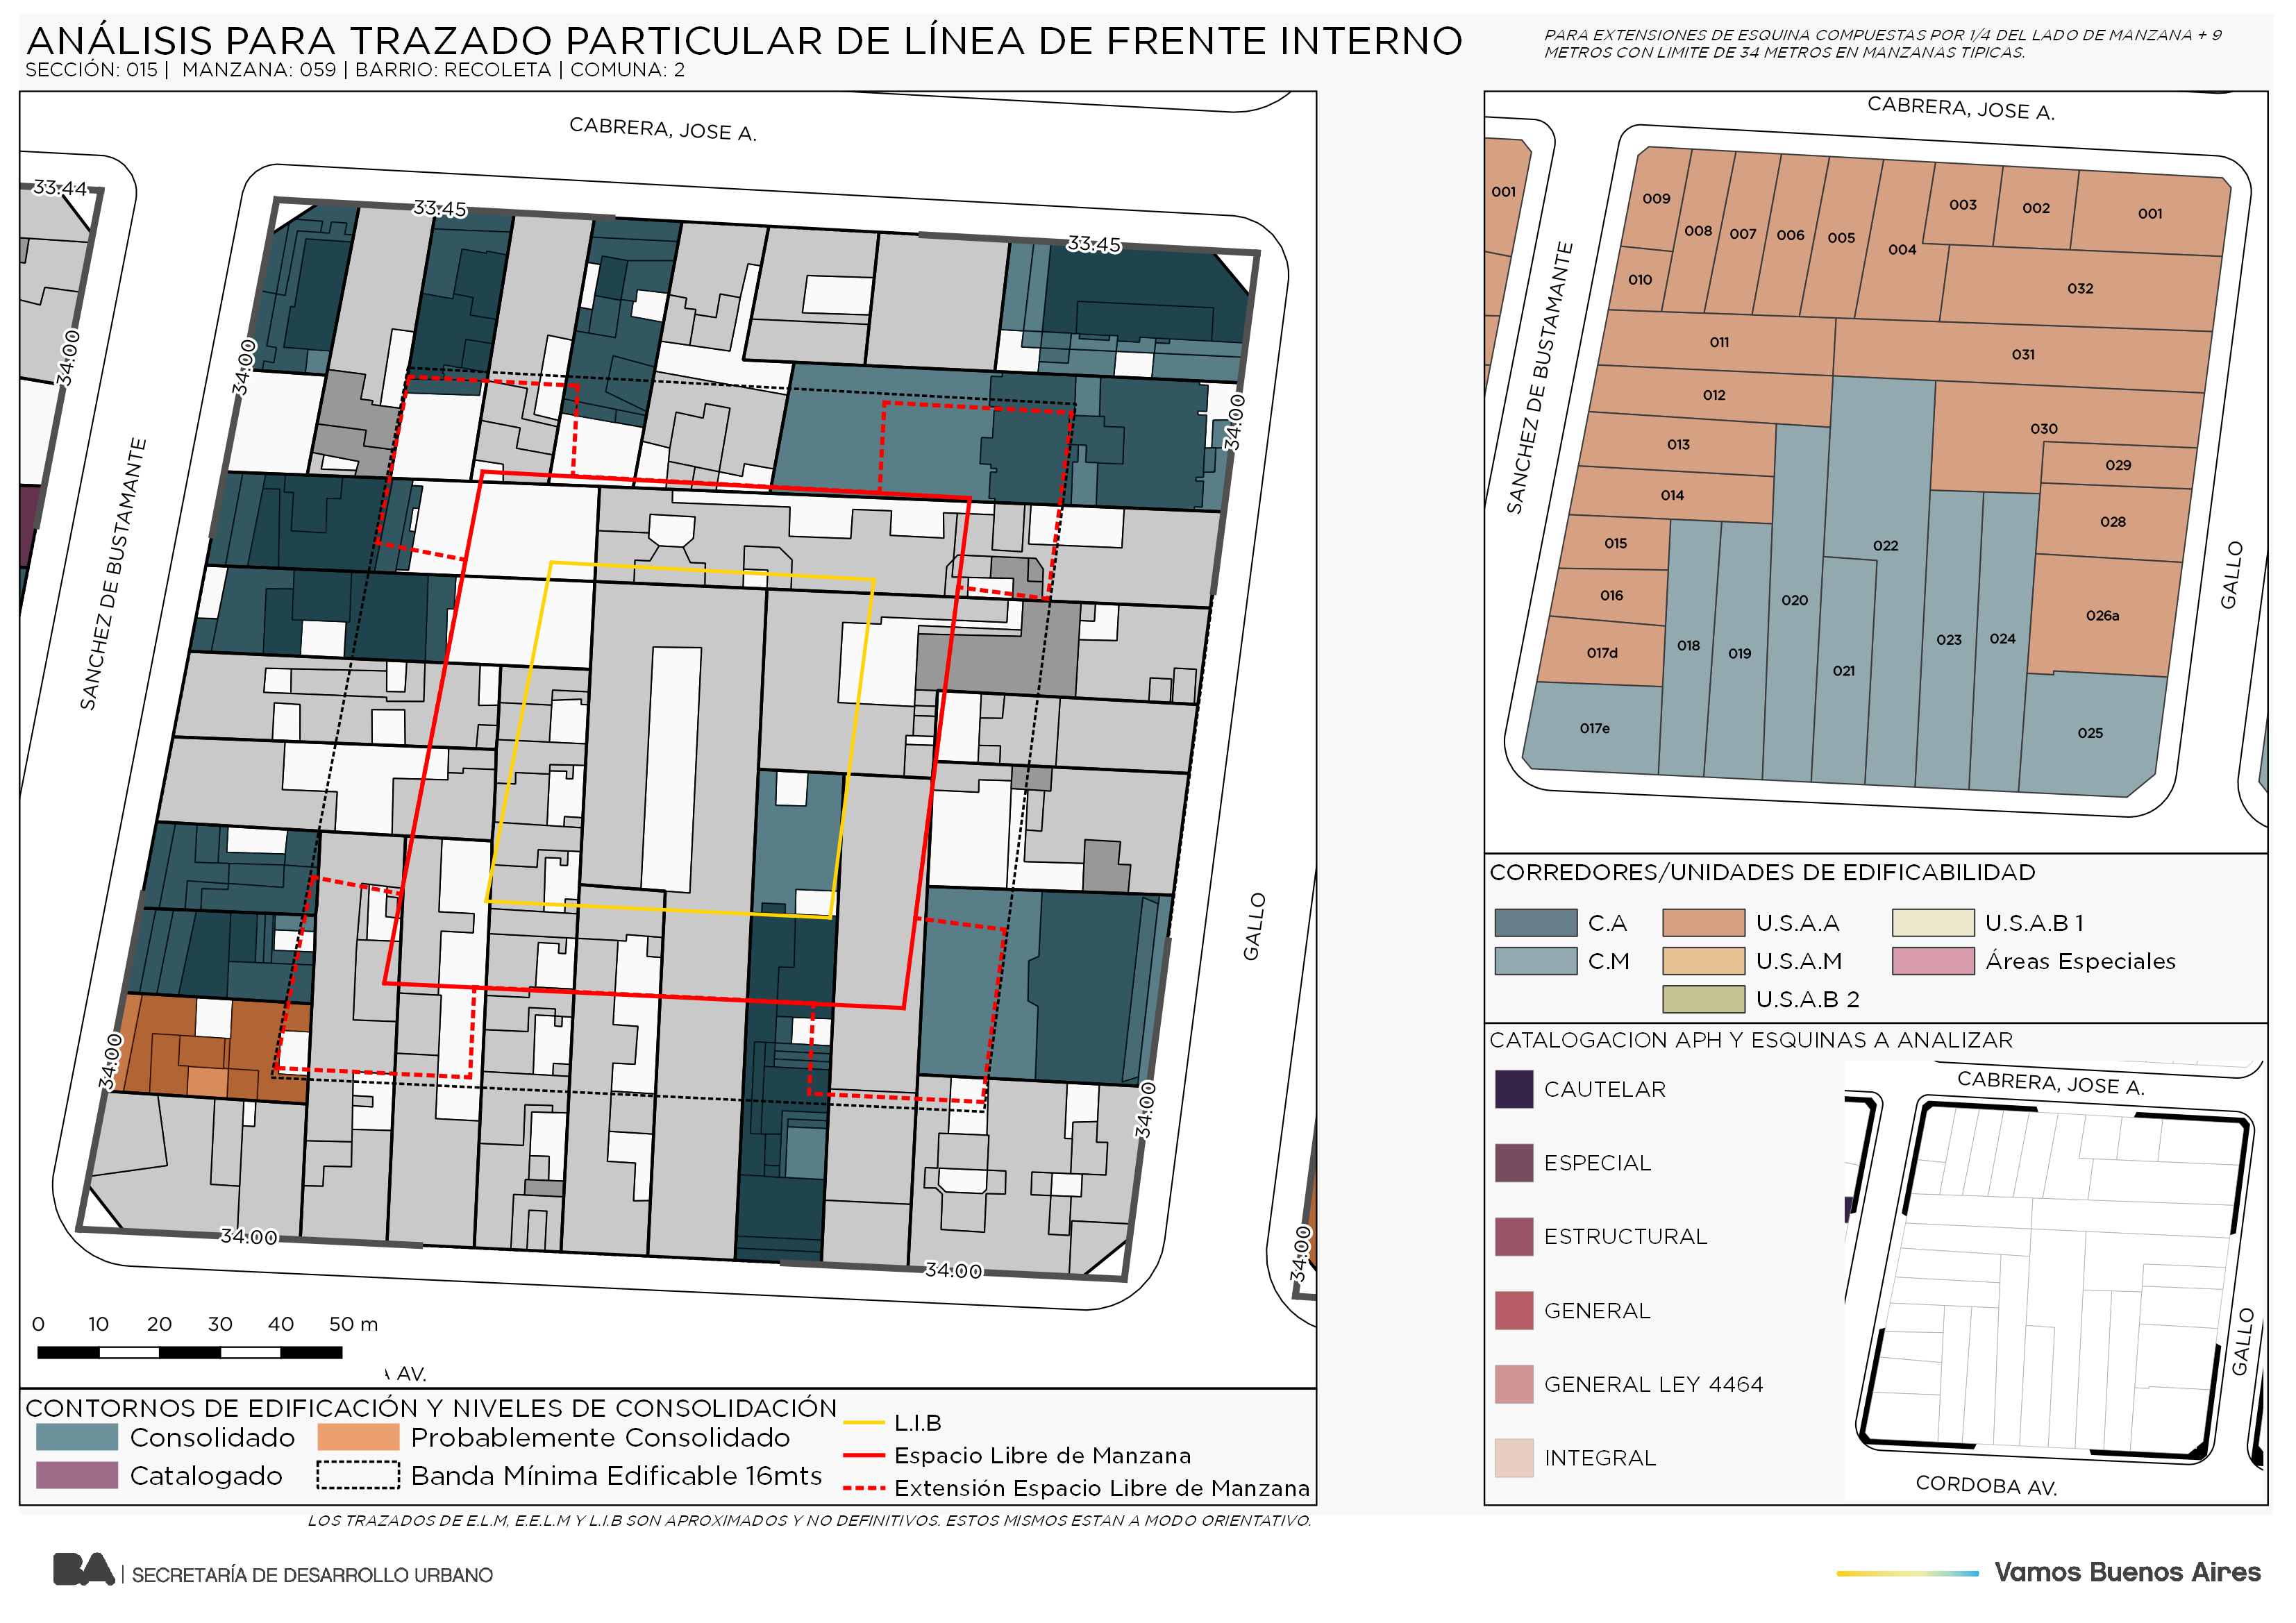 ANÁLISIS PARA TRAZADO PARTICULAR DE LÍNEA DE FRENTE INTERNO
SECCIÓN: 015 | MANZANA: 059 | BARRIO: RECOLETA | COMUNA: 2
PARA EXTENSIONES DE ESQUINA COMPUESTAS POR 1/4 DEL LADO DE MANZANA + 9
METROS CON LIMITE DE 34 METROS EN MANZANAS TIPICAS.
CABRERA, JOSE A.
33.44
33.45
33.45
34.00
34.00
34.00
SANCHEZ DE BUSTAMANTE
GALLO
34.00
34.00
34.00
34.00
34.00
0 10 20 30 40 50 m
AV.
CONTORNOS DE EDIFICACIÓN Y NIVELES DE CONSOLIDACIÓN
Consolidado
Probablemente Consolidado
Catalogado
Banda Mínima Edificable 16mts
L.I.B
Espacio Libre de Manzana
Extensión Espacio Libre de Manzana
CABRERA, JOSE A.
SANCHEZ DE BUSTAMANTE
GALLO
001
009
008
007
006
005
004
003
002
001
010
032
011
031
012
030
013
029
014
028
015
022
016
020
026a
017d
018
019
021
023
024
017e
025
CORREDORES/UNIDADES DE EDIFICABILIDAD
C.A
U.S.A.A
U.S.A.B 1
C.M
U.S.A.M
Áreas Especiales
U.S.A.B 2
CATALOGACION APH Y ESQUINAS A ANALIZAR
CAUTELAR
ESPECIAL
ESTRUCTURAL
GENERAL
GENERAL LEY 4464
INTEGRAL
CABRERA, JOSE A.
GALLO
CORDOBA AV.
LOS TRAZADOS DE E.L.M, E.E.L.M Y L.I.B SON APROXIMADOS Y NO DEFINITIVOS. ESTOS MISMOS ESTAN A MODO ORIENTATIVO.
BA | SECRETARÍA DE DESARROLLO URBANO
Vamos Buenos Aires